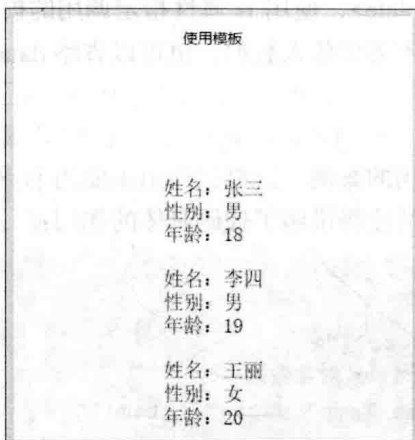 使用模板
姓名：张三
性别：男
年龄：18
姓名：李四
性别：男
年龄：19
姓名：王丽
性别：女
年龄：20